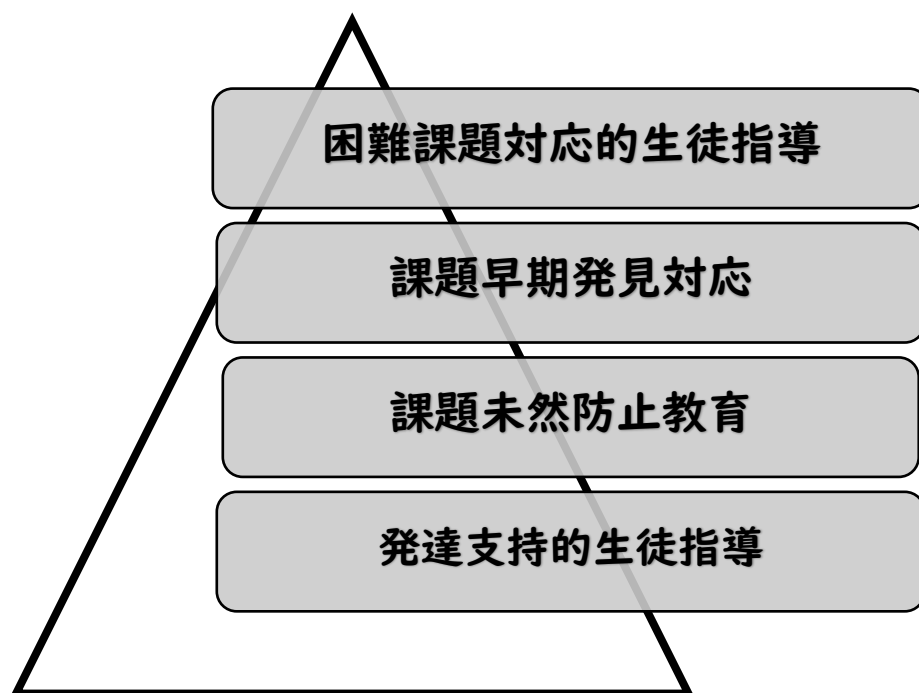 困難課題対応的生徒指導
課題早期発見対応
課題未然防止教育
発達支持的生徒指導